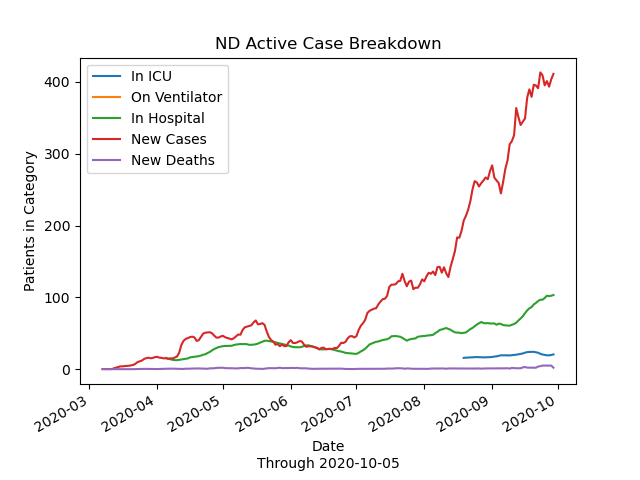 ND Active Case Breakdown
In ICU
On Ventilator
In Hospital
New Cases
New Deaths
Patients in Category
400
300
200
100
0
2020-03
2020-04
2020-05
2020-06
2020-07
2020-08
2020-09
2020-10
Date
Through 2020-10-05